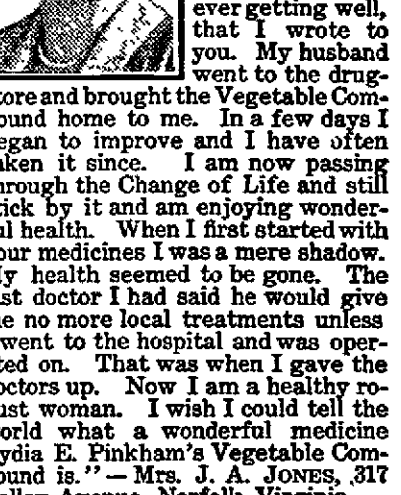 ever getting well,
that I wrote to
you. My husband
went to the drug-
tore and brought the Vegetable Com-
ound home to me. In a few days I
egan to improve and I have often
aken it since. I am now passing
hrough the Change of Life and still
tick by it and am enjoying wonder-
ul health. When I first started with
our medicines I was a mere shadow.
y health seemed to be gone. The
st doctor I had said he would give
e no more local treatments unless
went to the hospital and was oper-
ted on. That was when I gave the
octors up. Now I am a healthy ro-
ust woman. I wish I could tell the
orld what a wonderful medicine
ydia E. Pinkham's Vegetable Com-
ound is." — Mrs. J. A. JONES, 317
Avenue, Norfolk, Virginia